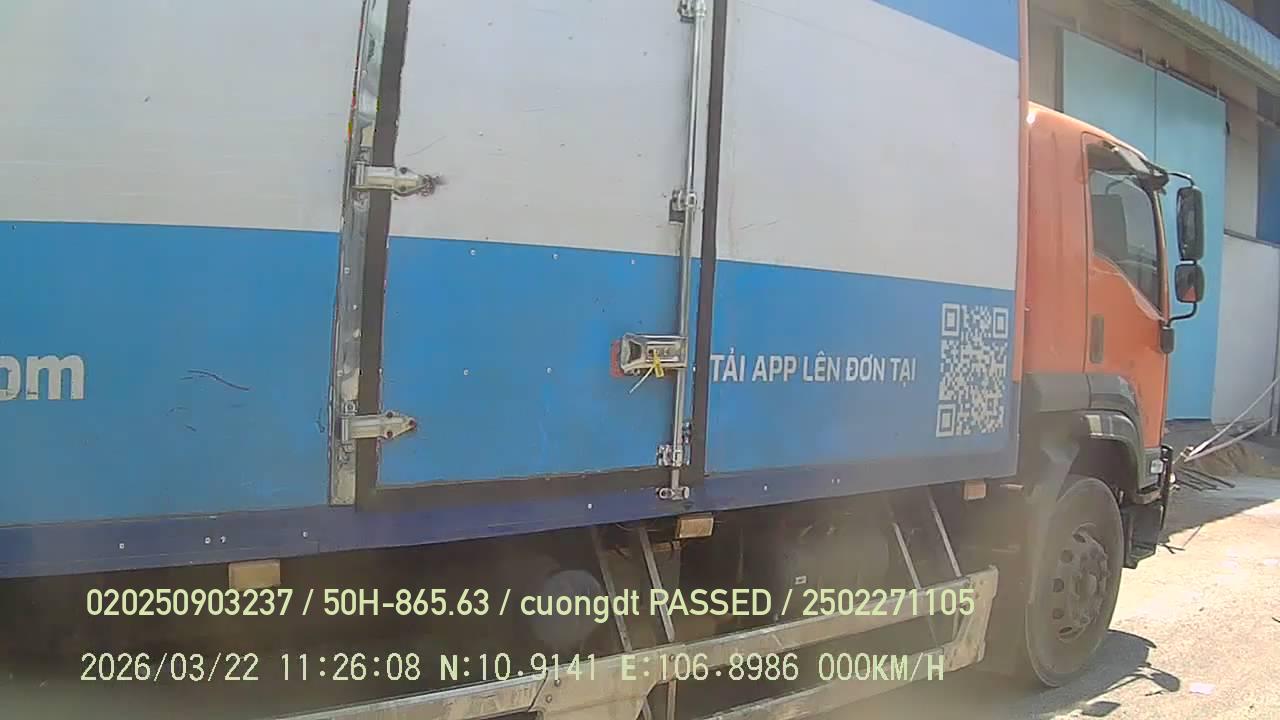 om
TẢI APP LÊN ĐƠN TẠI
020250903237 / 50H-865.63 / cuongdt PASSED / 2502271105
2026/03/22 11:26:08 N:10.9141 E:106.8986 000KM/H